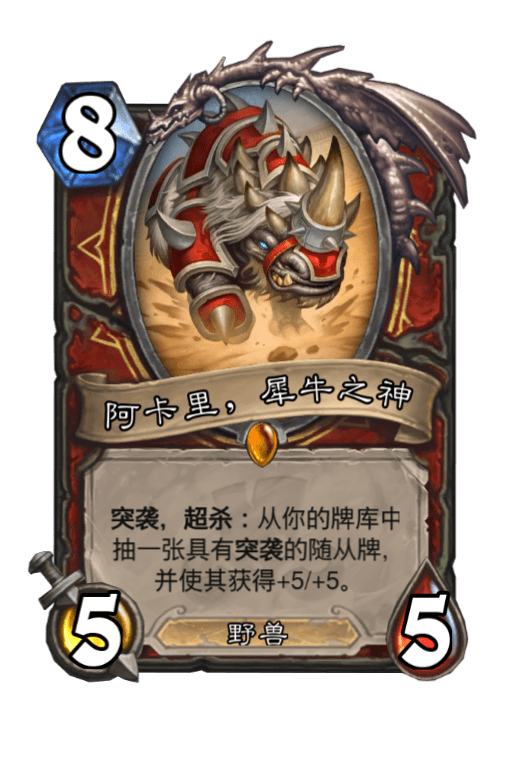 8
阿卡里，犀牛之神
突袭，超杀：从你的牌库中
抽一张具有突袭的随从牌，
并使其获得+5/+5。
5
野兽
5